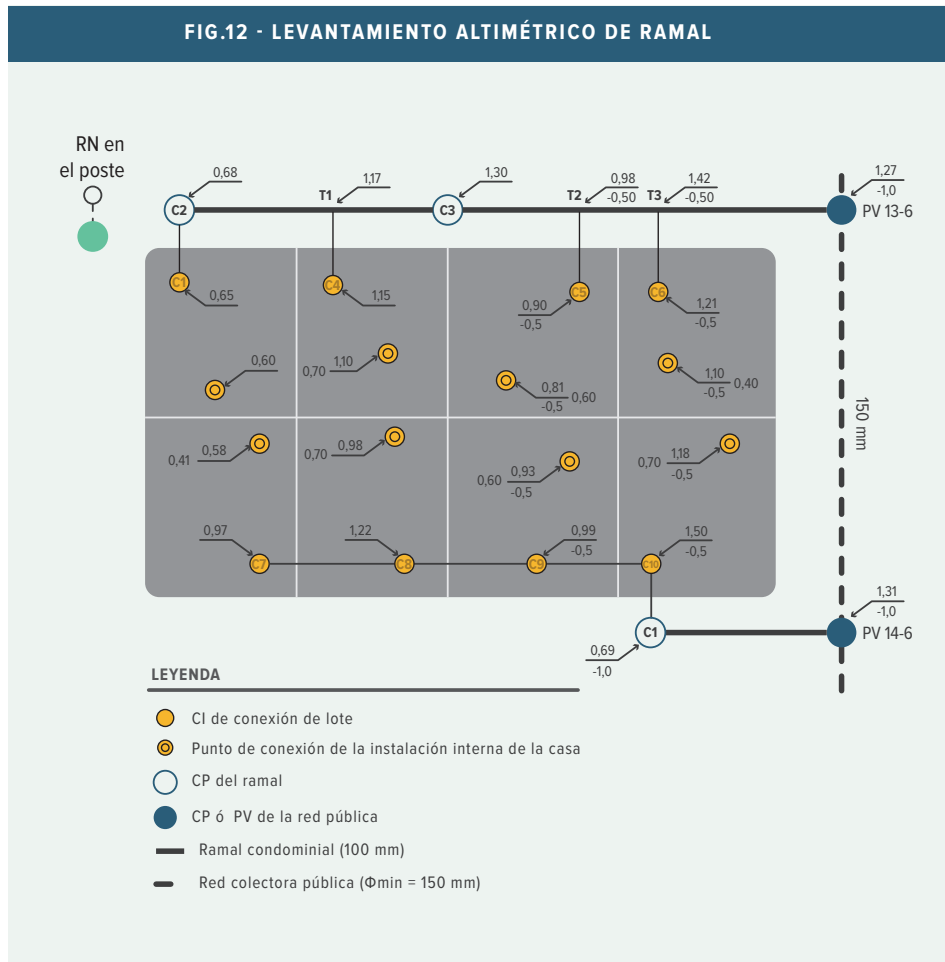 FIG.12 - LEVANTAMIENTO ALTIMÉTRICO DE RAMAL
RN en
el poste
C2
0,68
T1
1,17
C3
1,30
T2
0,98
-0,50
T3
1,42
-0,50
1,27
-1,0
PV 13-6
C1
0,65
C4
1,15
C5
0,90
-0,5
C6
1,21
-0,5
0,60
0,70
1,10
0,81
-0,5
0,60
1,10
-0,5
0,40
0,41
0,58
0,70
0,98
0,60
0,93
-0,5
0,70
1,18
-0,5
150 mm
0,97
C7
1,22
C8
0,99
-0,5
C9
1,50
-0,5
C10
C1
0,69
-1,0
1,31
-1,0
PV 14-6
LEYENDA
CI de conexión de lote
Punto de conexión de la instalación interna de la casa
CP del ramal
CP ó PV de la red pública
Ramal condominial (100 mm)
Red colectora pública (Φmin = 150 mm)